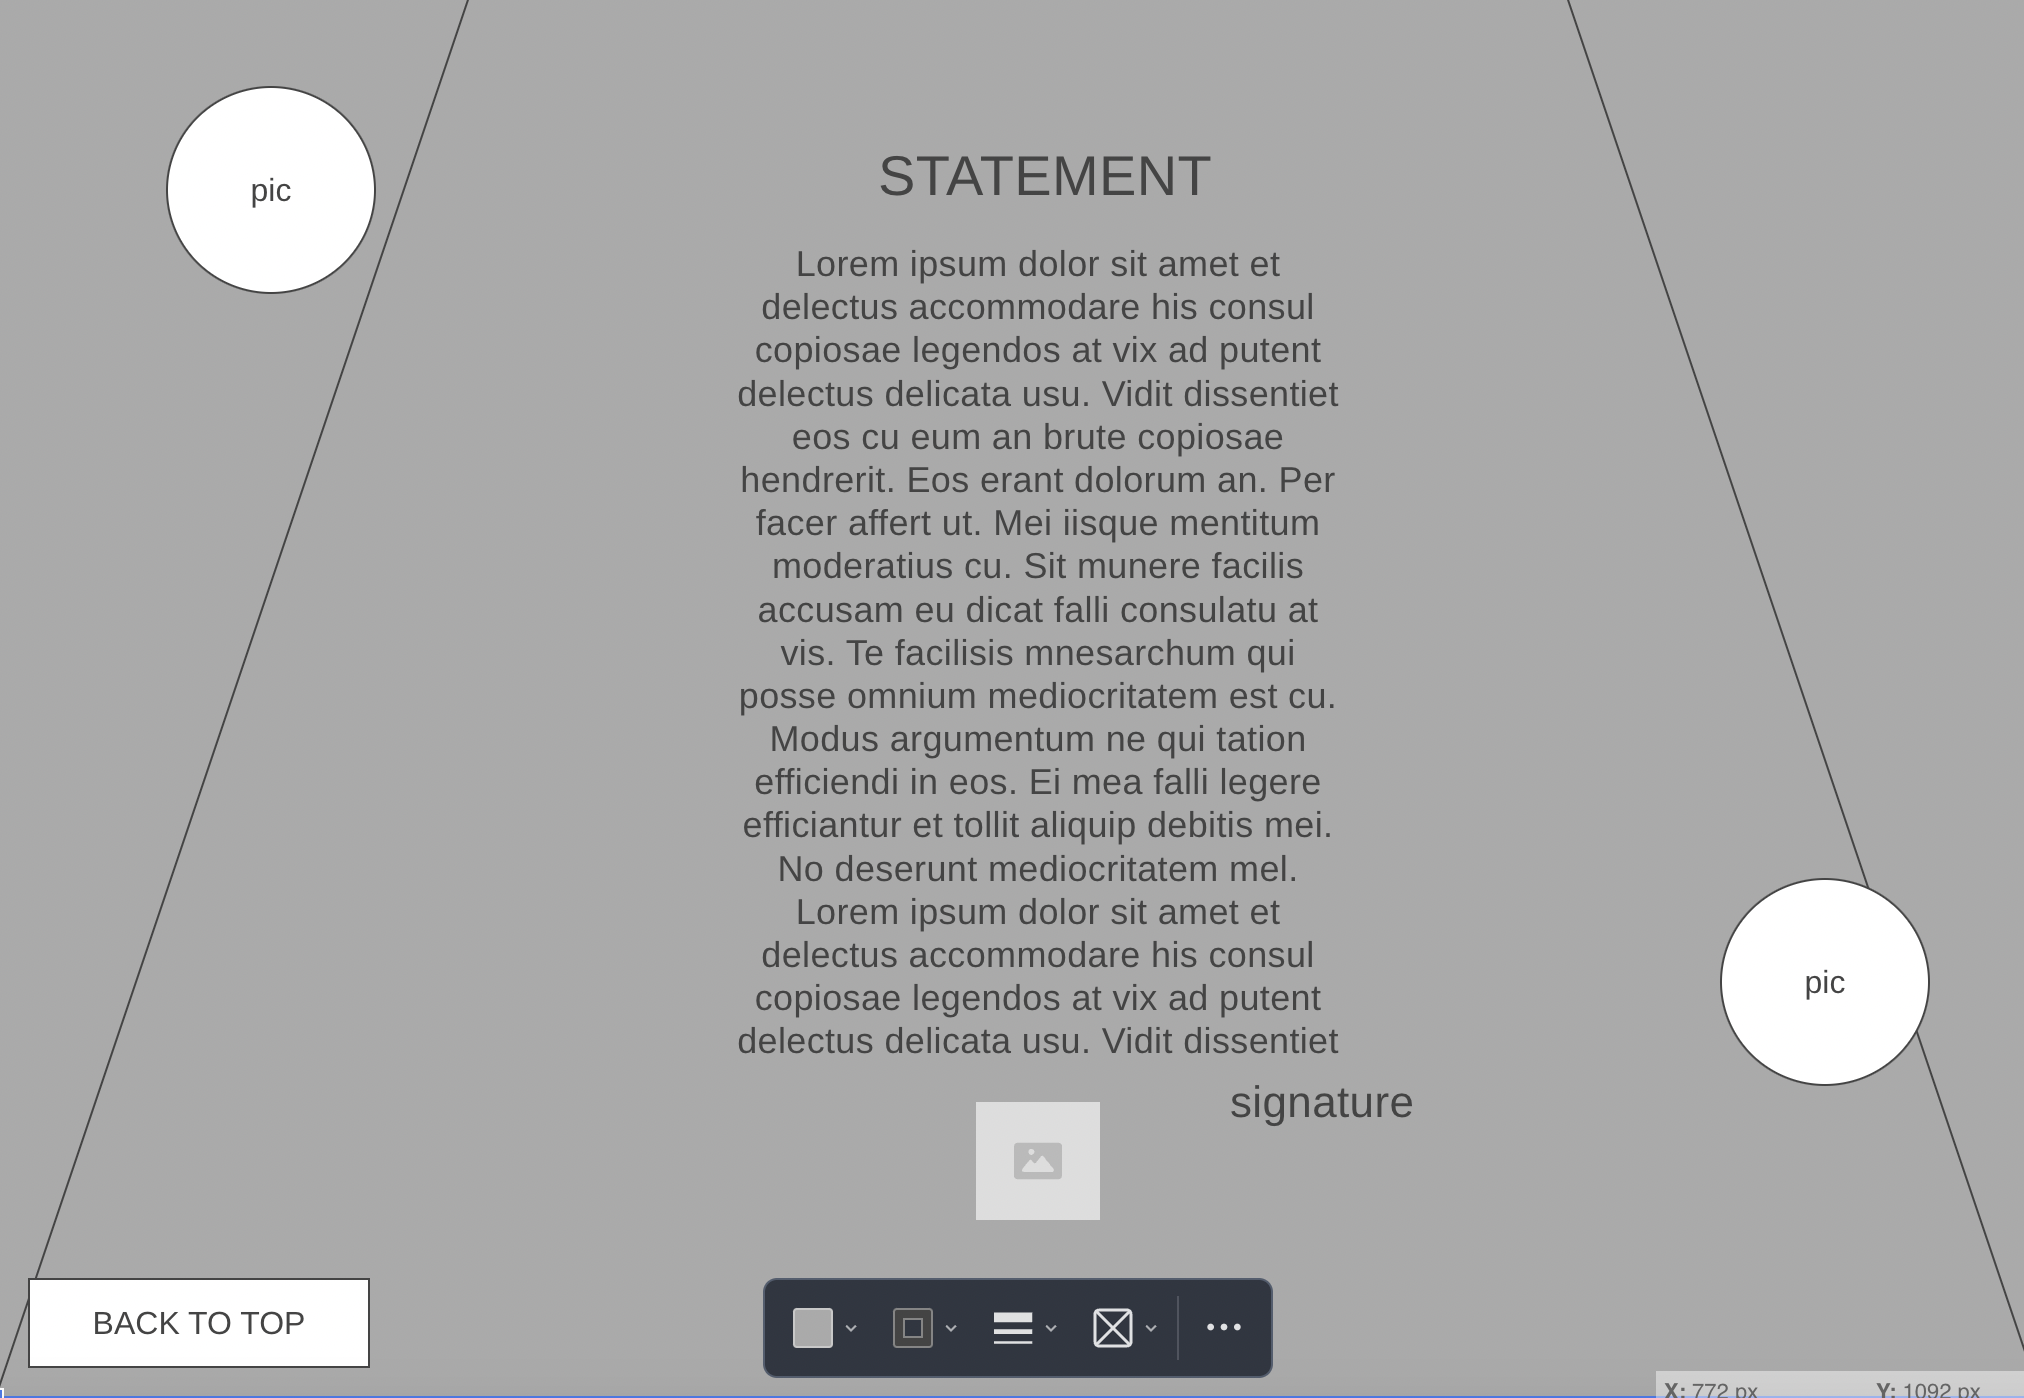 pic
STATEMENT
Lorem ipsum dolor sit amet et
delectus accommodare his consul
copiosae legendos at vix ad putent
delectus delicata usu. Vidit dissentiet
eos cu eum an brute copiosae
hendrerit. Eos erant dolorum an. Per
facer affert ut. Mei iisque mentitum
moderatius cu. Sit munere facilis
accusam eu dicat falli consulatu at
vis. Te facilisis mnesarchum qui
posse omnium mediocritatem est cu.
Modus argumentum ne qui tation
efficiendi in eos. Ei mea falli legere
efficiantur et tollit aliquip debitis mei.
No deserunt mediocritatem mel.
Lorem ipsum dolor sit amet et
delectus accommodare his consul
copiosae legendos at vix ad putent
delectus delicata usu. Vidit dissentiet
pic
signature
BACK TO TOP
X: 772 px Y: 1092 px